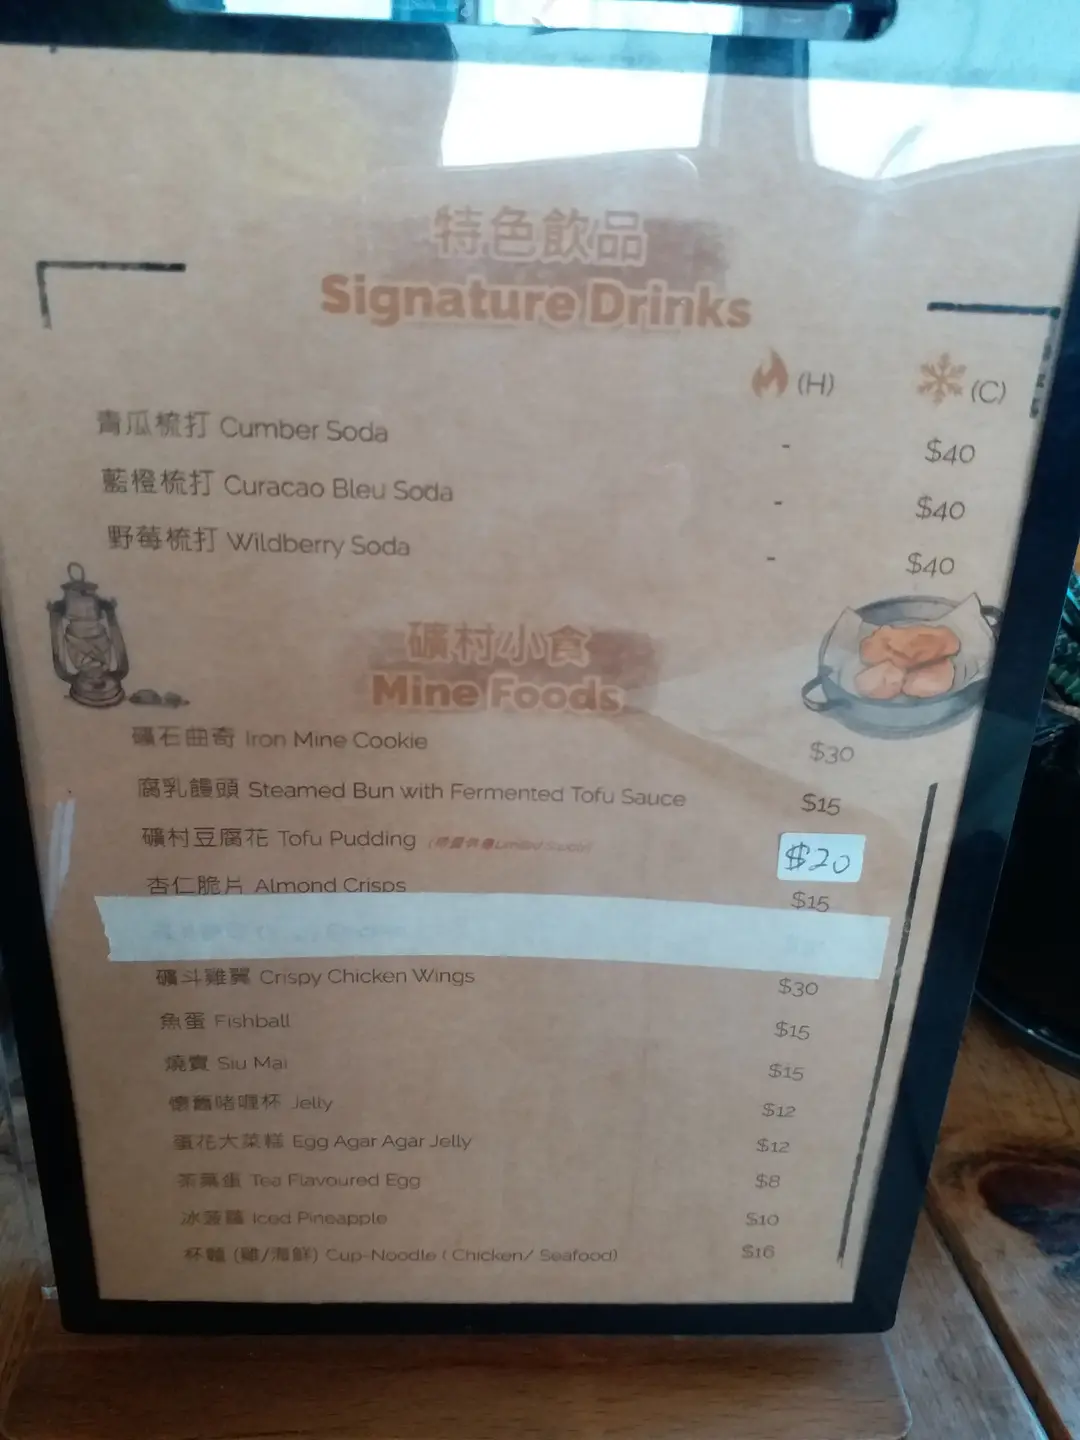 特色飲品
Signature Drinks
(H) (C)
青瓜梳打 Cumber Soda - $40
藍橙梳打 Curacao Bleu Soda - $40
野莓梳打 Wildberry Soda - $40
礦村小食
Mine Foods
礦石曲奇 Iron Mine Cookie $30
腐乳饅頭 Steamed Bun with Fermented Tofu Sauce $15
礦村豆腐花 Tofu Pudding (限量供應 Limited Supply) $20
杏仁脆片 Almond Crisps $15
礦斗雞翼 Crispy Chicken Wings $30
魚蛋 Fishball $15
燒賣 Siu Mai $15
懷舊啫喱杯 Jelly $12
蛋花大菜糕 Egg Agar Agar Jelly $12
茶葉蛋 Tea Flavoured Egg $8
冰菠蘿 Iced Pineapple $10
杯麵 (雞/海鮮) Cup-Noodle ( Chicken/ Seafood) $16